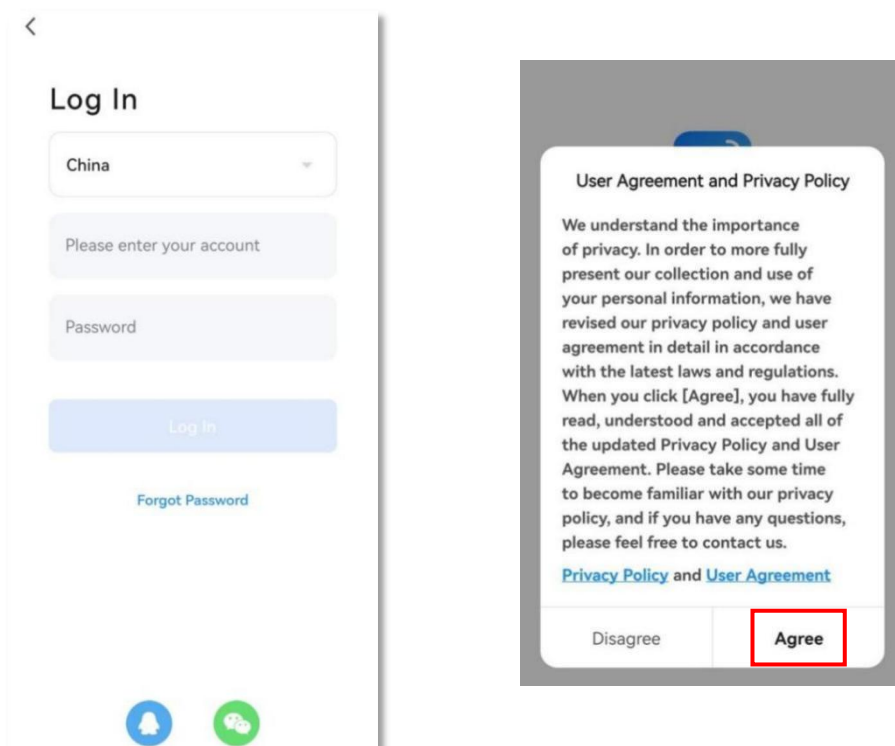 Log In
China
Please enter your account
Password
Log In
Forgot Password
User Agreement and Privacy Policy
We understand the importance
of privacy. In order to more fully
present our collection and use of
your personal information, we have
revised our privacy policy and user
agreement in detail in accordance
with the latest laws and regulations.
When you click [Agree], you have fully
read, understood and accepted all of
the updated Privacy Policy and User
Agreement. Please take some time
to become familiar with our privacy
policy, and if you have any questions,
please feel free to contact us.
Privacy Policy and User Agreement
Disagree
Agree